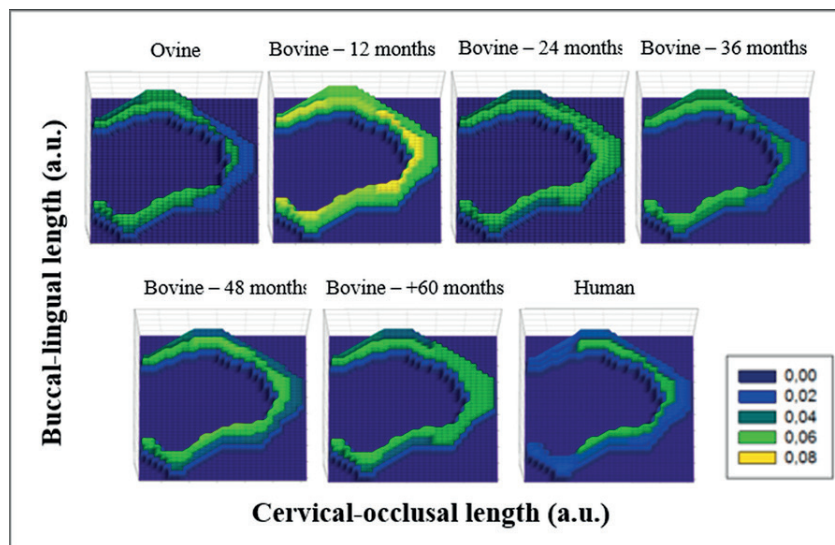 Ovine
Bovine – 12 months
Bovine – 24 months
Bovine – 36 months
Bovine – 48 months
Bovine – +60 months
Human
Buccal-lingual length (a.u.)
Cervical-occlusal length (a.u.)
0,00
0,02
0,04
0,06
0,08